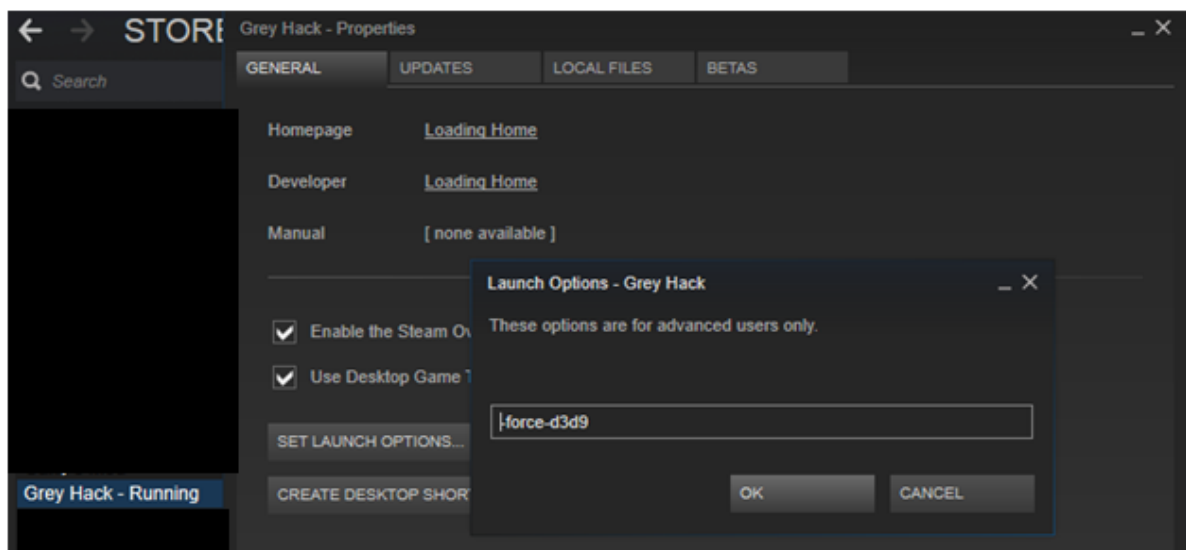 STORE
Search
Grey Hack - Running
Grey Hack - Properties
GENERAL UPDATES LOCAL FILES BETAS
Homepage Loading Home
Developer Loading Home
Manual [ none available ]
Enable the Steam Ov
Use Desktop Game T
SET LAUNCH OPTIONS...
CREATE DESKTOP SHOR
Launch Options - Grey Hack
These options are for advanced users only.
-force-d3d9
OK CANCEL